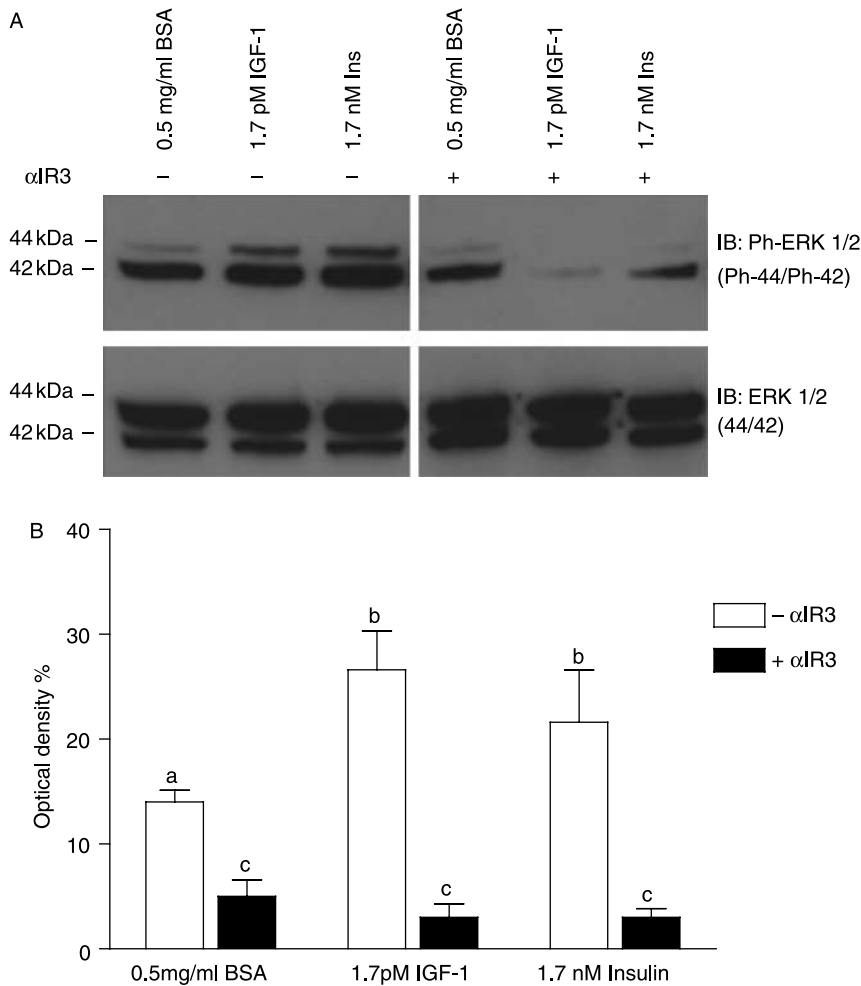 A
0.5 mg/ml BSA
1.7 pM IGF-1
1.7 nM Ins
0.5 mg/ml BSA
1.7 pM IGF-1
1.7 nM Ins
αIR3 – – – + + +
44 kDa –
42 kDa –
IB: Ph-ERK 1/2
(Ph-44/Ph-42)
44 kDa –
42 kDa –
IB: ERK 1/2
(44/42)
B
40
30
20
10
0
Optical density %
a
c
b
c
b
c
– αIR3
+ αIR3
0.5mg/ml BSA
1.7pM IGF-1
1.7 nM Insulin